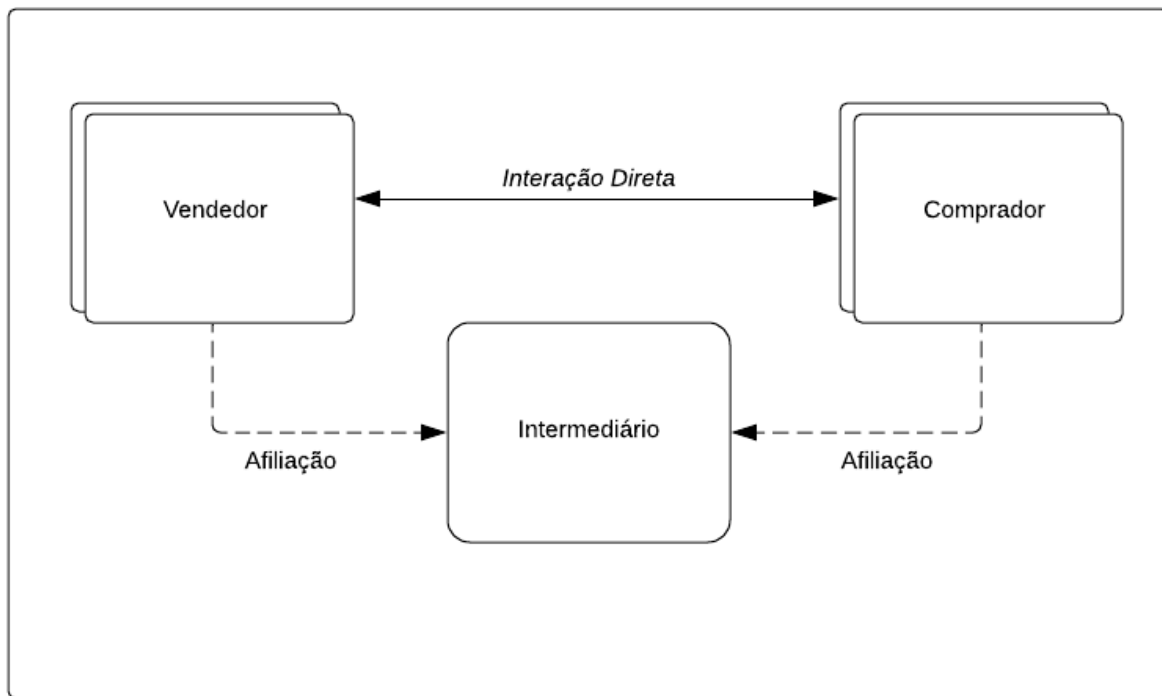 Interação Direta
Vendedor
Comprador
Intermediário
Afiliação
Afiliação